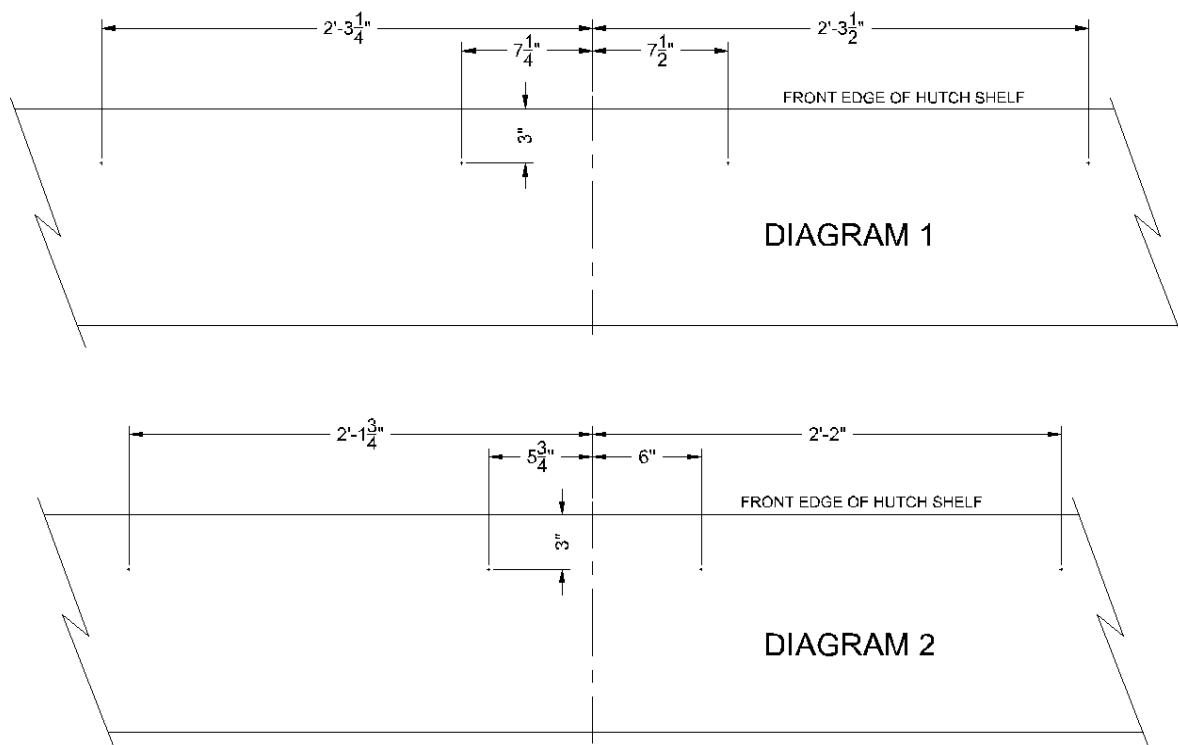 2'-3 1/4" 2'-3 1/2"
7 1/4" 7 1/2"
FRONT EDGE OF HUTCH SHELF
3"
DIAGRAM 1
2'-1 3/4" 2'-2"
5 3/4" 6"
FRONT EDGE OF HUTCH SHELF
3"
DIAGRAM 2